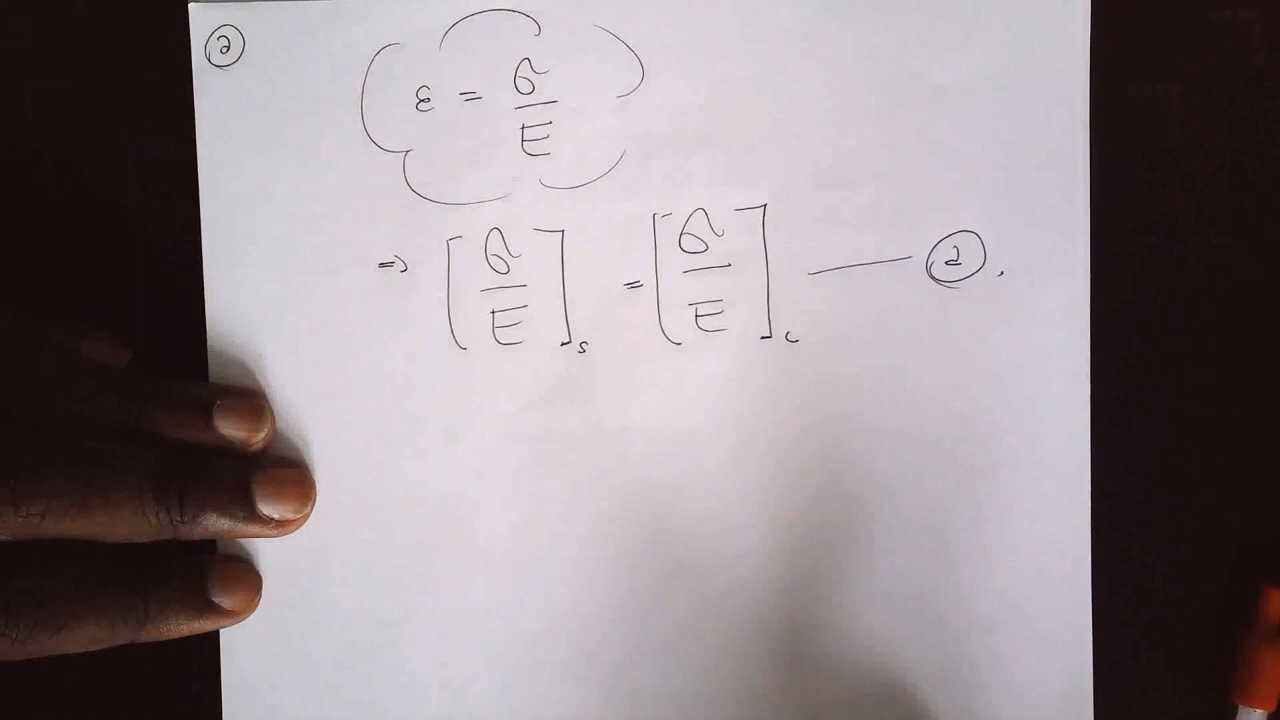 ②
ε = σ/E
⇒ [σ/E]s = [σ/E]c —— ②.